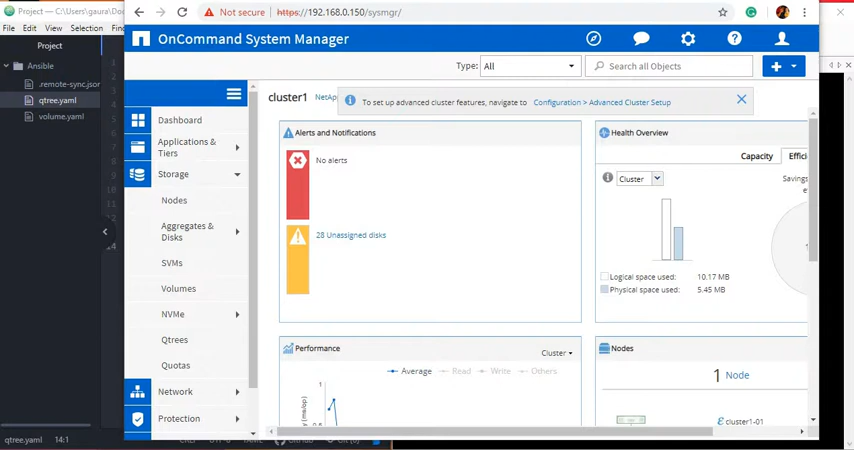 Project — C:\Users\gaura\Doc
File Edit View Selection
Project
Ansible
.remote-sync.json
qtree.yaml
volume.yaml
qtree.yaml 14:1
Not secure | https://192.168.0.150/sysmgr/
OnCommand System Manager
Type: All
Search all Objects
Dashboard
Applications &
Tiers
Storage
Nodes
Aggregates &
Disks
SVMs
Volumes
NVMe
Qtrees
Quotas
Network
Protection
cluster1 NetAp
To set up advanced cluster features, navigate to Configuration > Advanced Cluster Setup
Alerts and Notifications
No alerts
28 Unassigned disks
Health Overview
Capacity Effici
Cluster
Savings
Logical space used: 10.17 MB
Physical space used: 5.45 MB
Performance
Cluster
Average Read Write Others
1
Nodes
1 Node
cluster1-01